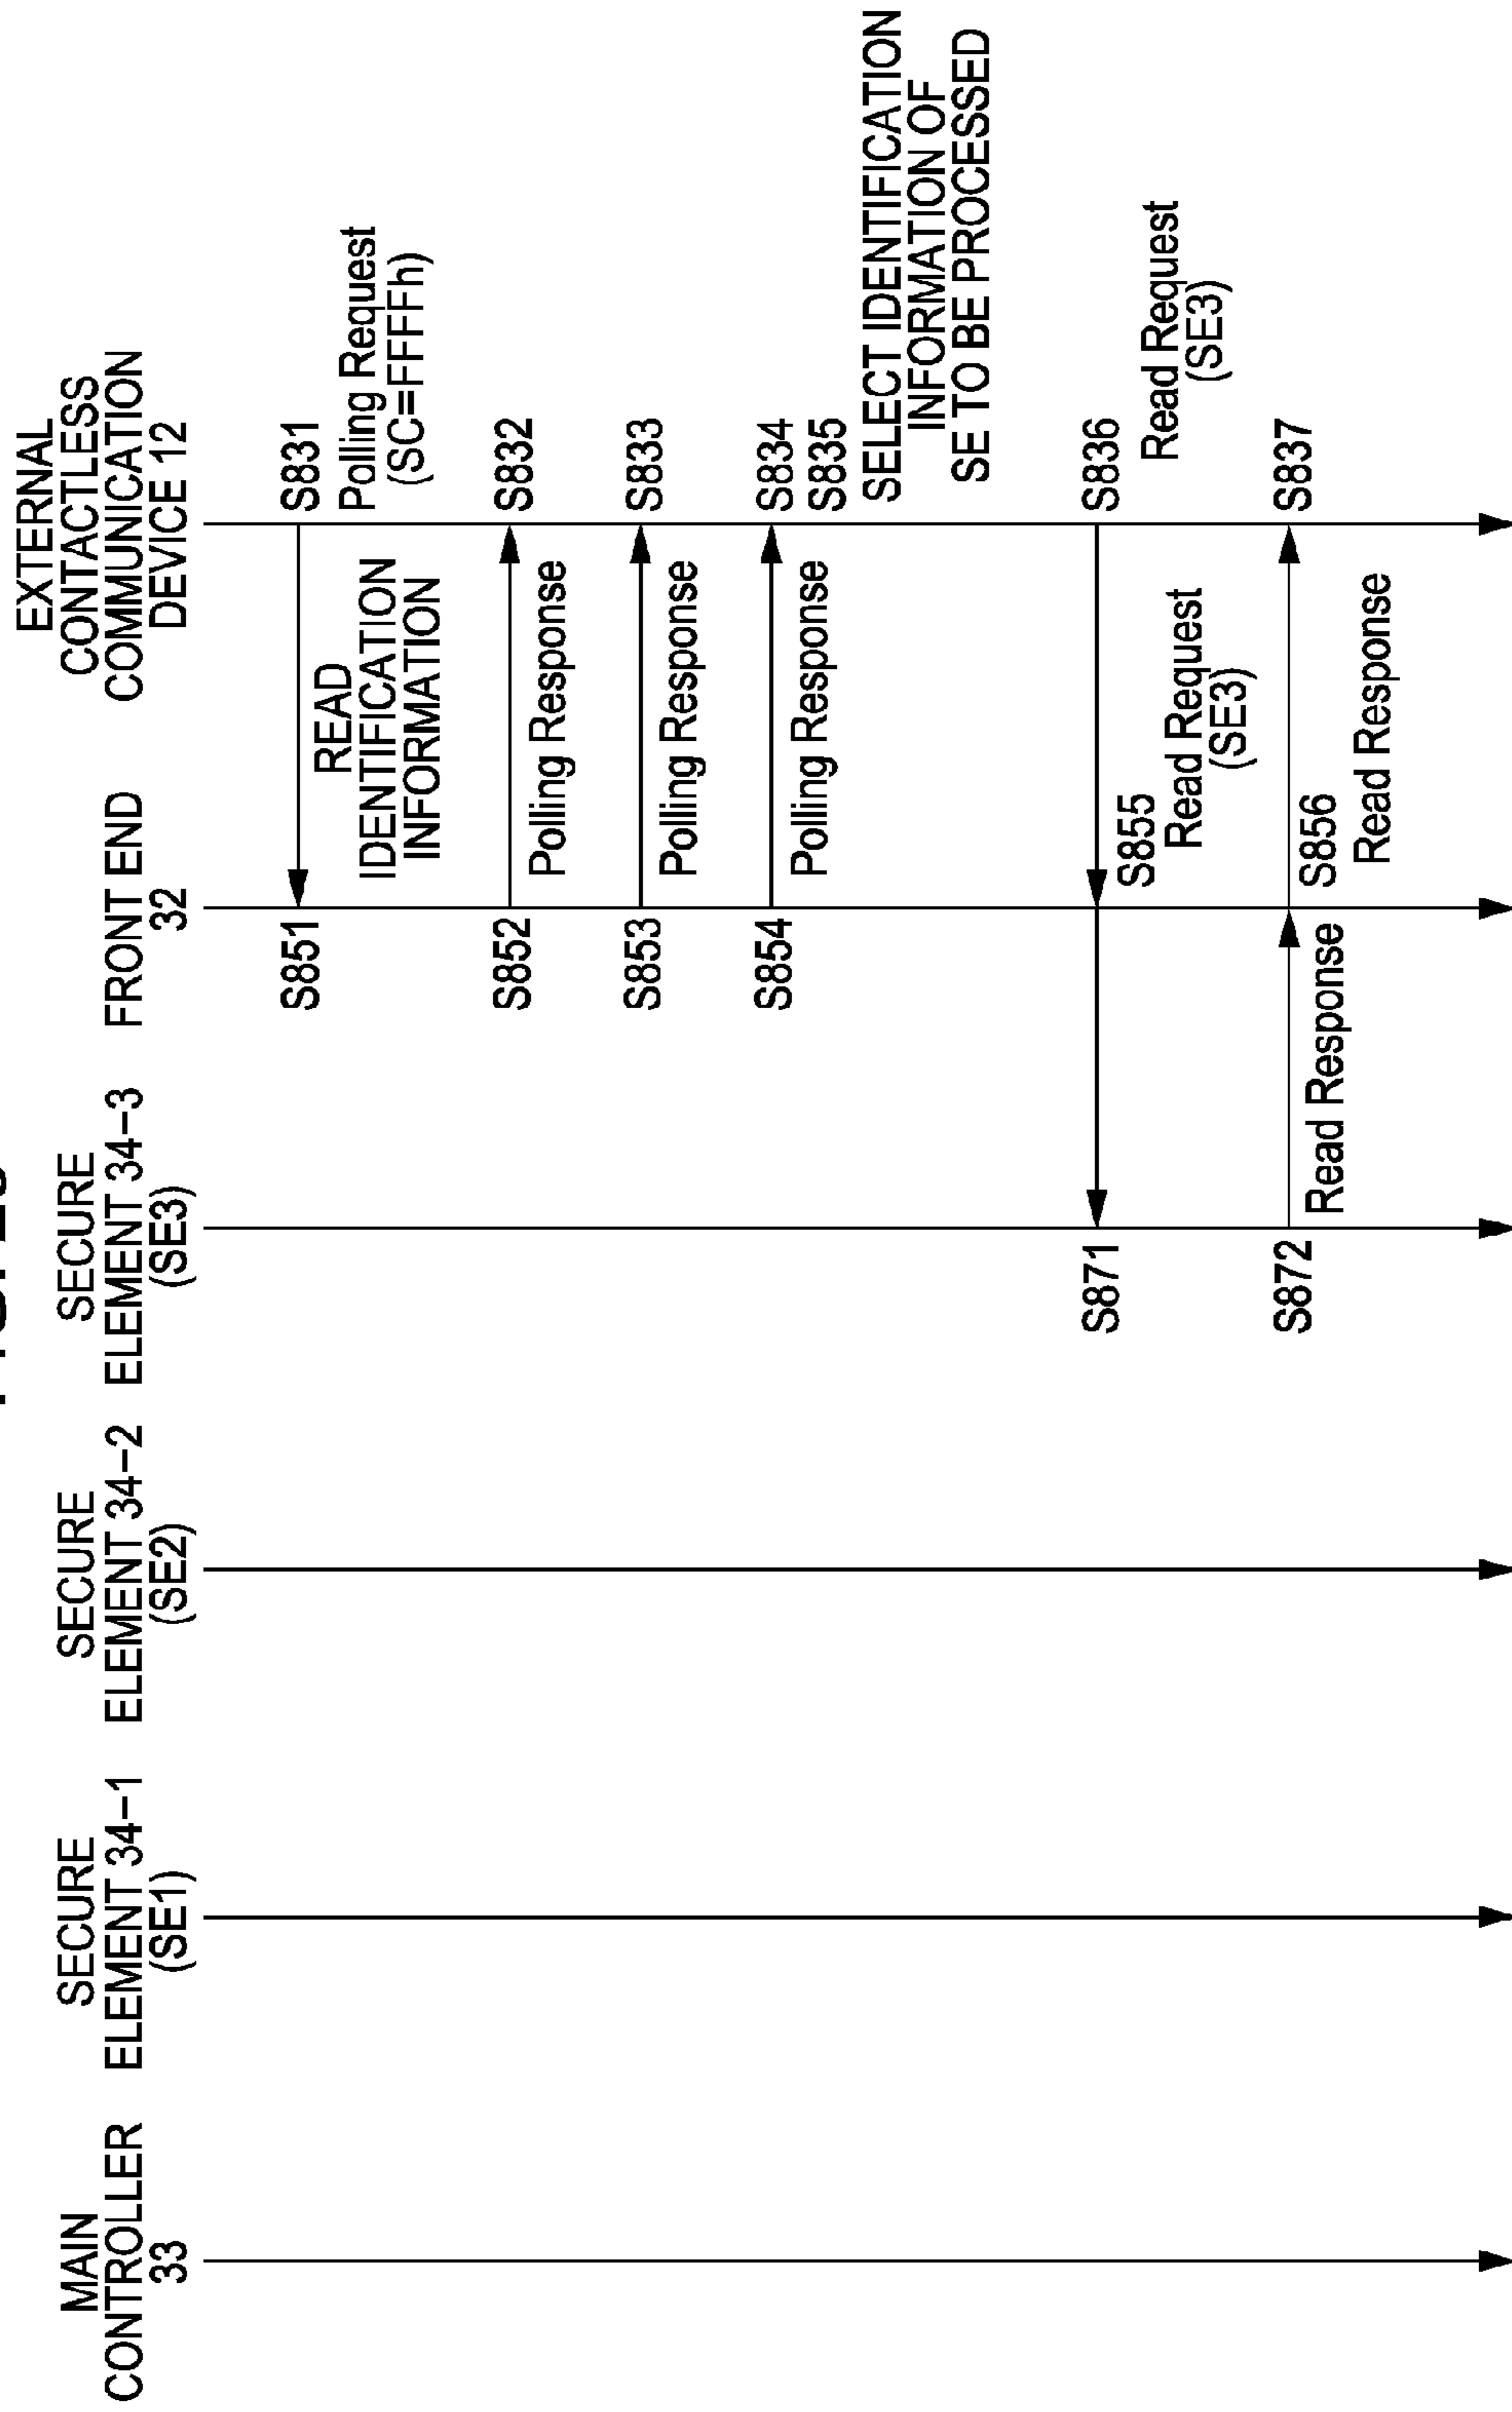 MAIN
CONTROLLER
33
SECURE
ELEMENT 34-1
(SE1)
SECURE
ELEMENT 34-2
(SE2)
SECURE
ELEMENT 34-3
(SE3)
FRONT END
32
EXTERNAL
CONTACTLESS
COMMUNICATION
DEVICE 12
S851
S831
READ
IDENTIFICATION
INFORMATION
Polling Request
(SC=FFFFh)
S852
S832
Polling Response
S853
S833
Polling Response
S854
S834
Polling Response
S835
SELECT IDENTIFICATION
INFORMATION OF
SE TO BE PROCESSED
S871
S855
S836
Read Request
(SE3)
Read Request
(SE3)
S872
S856
S837
Read Response
Read Response